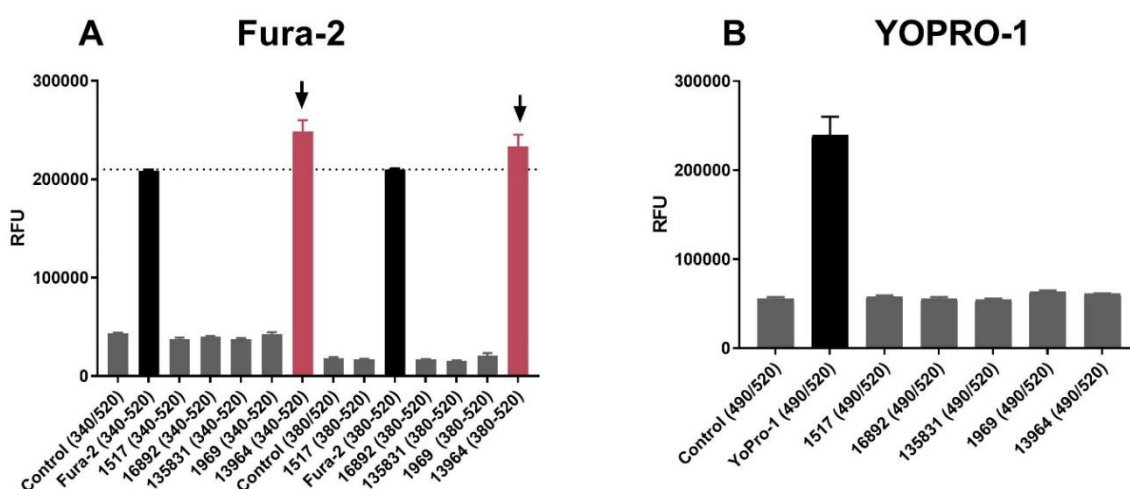 A Fura-2
300000
200000
100000
0
RFU
Control (340/520)
Fura-2 (340-520)
1517 (340-520)
16892 (340-520)
135831 (340-520)
1969 (340-520)
13964 (340-520)
Control (380/520)
1517 (380-520)
Fura-2 (380-520)
16892 (380-520)
135831 (380-520)
1969 (380-520)
13964 (380-520)
B YOPRO-1
300000
200000
100000
0
RFU
Control (490/520)
YoPro-1 (490/520)
1517 (490/520)
16892 (490/520)
135831 (490/520)
1969 (490/520)
13964 (490/520)